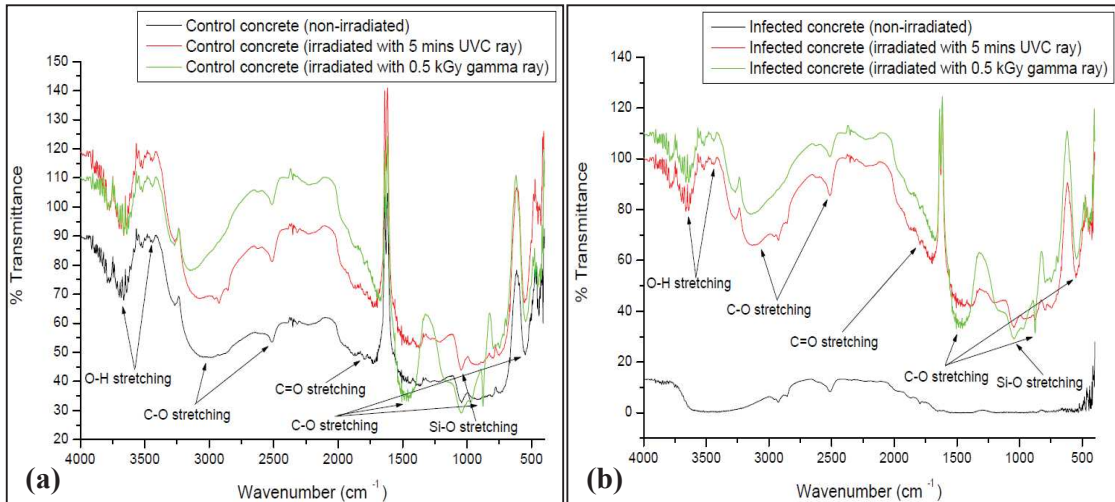 Control concrete (non-irradiated)
Control concrete (irradiated with 5 mins UVC ray)
Control concrete (irradiated with 0.5 kGy gamma ray)
% Transmittance
150
140
130
120
110
100
90
80
70
60
50
40
30
20
O-H stretching
C-O stretching
C=O stretching
C-O stretching
Si-O stretching
4000 3500 3000 2500 2000 1500 1000 500
Wavenumber (cm⁻¹)
(a)
Infected concrete (non-irradiated)
Infected concrete (irradiated with 5 mins UVC ray)
Infected concrete (irradiated with 0.5 kGy gamma ray)
% Transmittance
140
120
100
80
60
40
20
0
O-H stretching
C-O stretching
C=O stretching
C-O stretching
Si-O stretching
4000 3500 3000 2500 2000 1500 1000 500
Wavenumber (cm⁻¹)
(b)